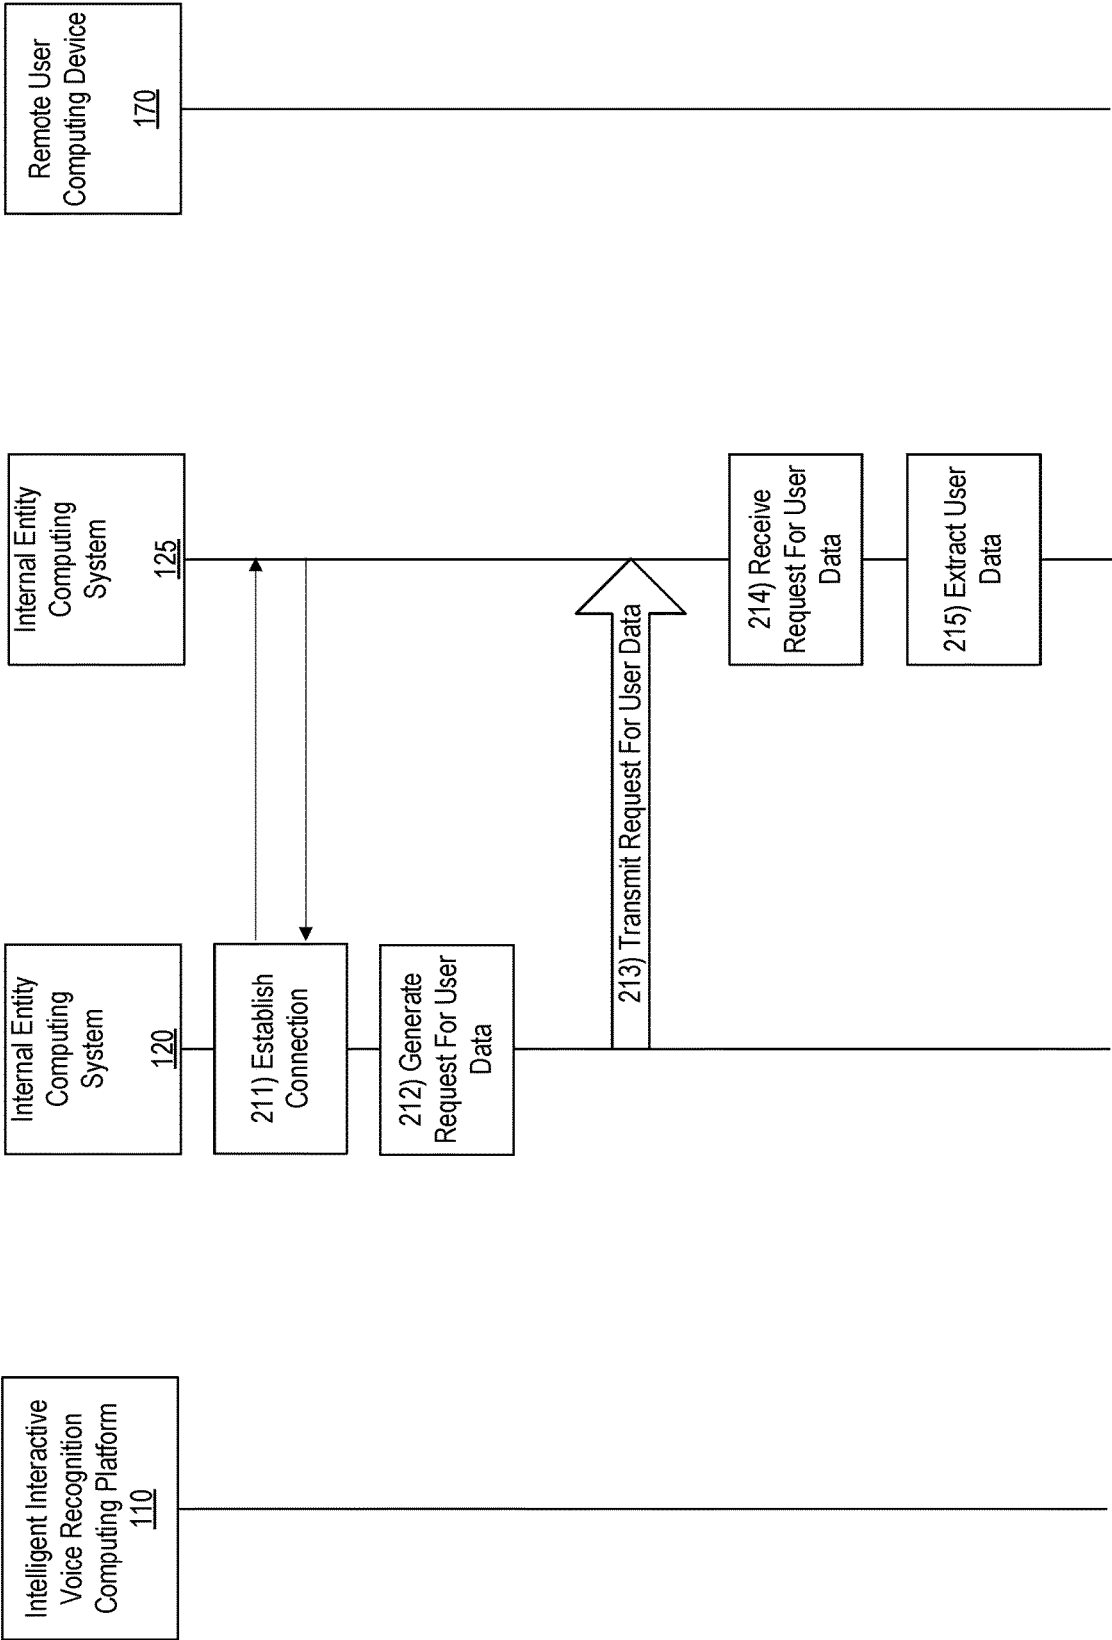 Intelligent Interactive
Voice Recognition
Computing Platform
110
Internal Entity
Computing
System
120
Internal Entity
Computing
System
125
Remote User
Computing Device
170
211) Establish
Connection
212) Generate
Request For User
Data
213) Transmit Request For User Data
214) Receive
Request For User
Data
215) Extract User
Data